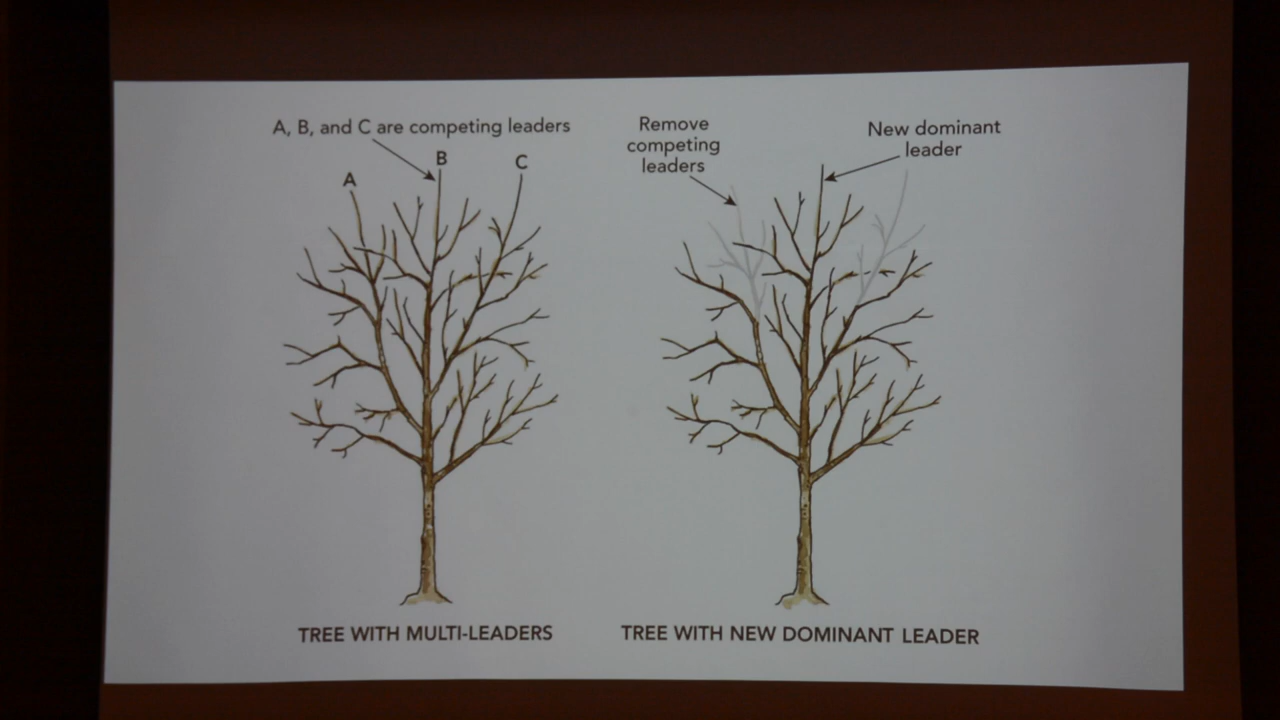 A, B, and C are competing leaders
A
B
C
TREE WITH MULTI-LEADERS
Remove
competing
leaders
New dominant
leader
TREE WITH NEW DOMINANT LEADER